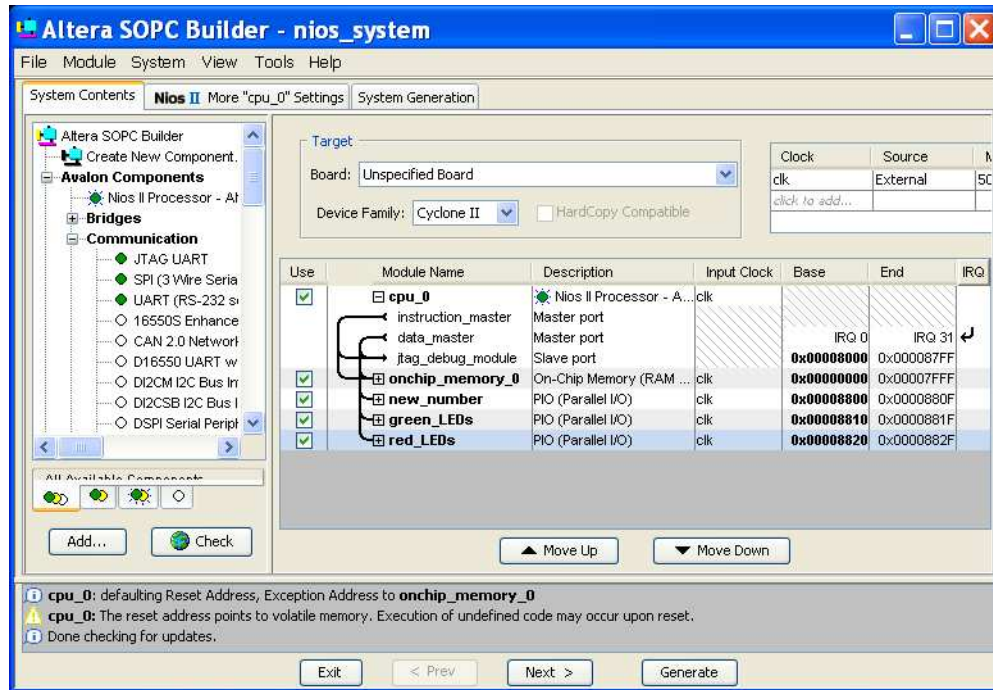 Altera SOPC Builder - nios_system
File Module System View Tools Help
System Contents Nios II More "cpu_0" Settings System Generation
Altera SOPC Builder
Create New Component.
Avalon Components
Nios II Processor - Al
Bridges
Communication
JTAG UART
SPI (3 Wire Seria
UART (RS-232 s
16550S Enhance
CAN 2.0 Network
D16550 UART w
DI2CM I2C Bus In
DI2CSB I2C Bus I
DSPI Serial Periph
All Available Components
Add... Check
Target
Board: Unspecified Board
Device Family: Cyclone II HardCopy Compatible
Clock Source M
clk External 50
click to add...
Use Module Name Description Input Clock Base End IRQ
cpu_0 Nios II Processor - A... clk
instruction_master Master port
data_master Master port IRQ 0 IRQ 31
jtag_debug_module Slave port 0x00008000 0x000087FF
onchip_memory_0 On-Chip Memory (RAM ... clk 0x00000000 0x00007FFF
new_number PIO (Parallel I/O) clk 0x00008800 0x0000880F
green_LEDs PIO (Parallel I/O) clk 0x00008810 0x0000881F
red_LEDs PIO (Parallel I/O) clk 0x00008820 0x0000882F
Move Up Move Down
cpu_0: defaulting Reset Address, Exception Address to onchip_memory_0
cpu_0: The reset address points to volatile memory. Execution of undefined code may occur upon reset.
Done checking for updates.
Exit < Prev Next > Generate